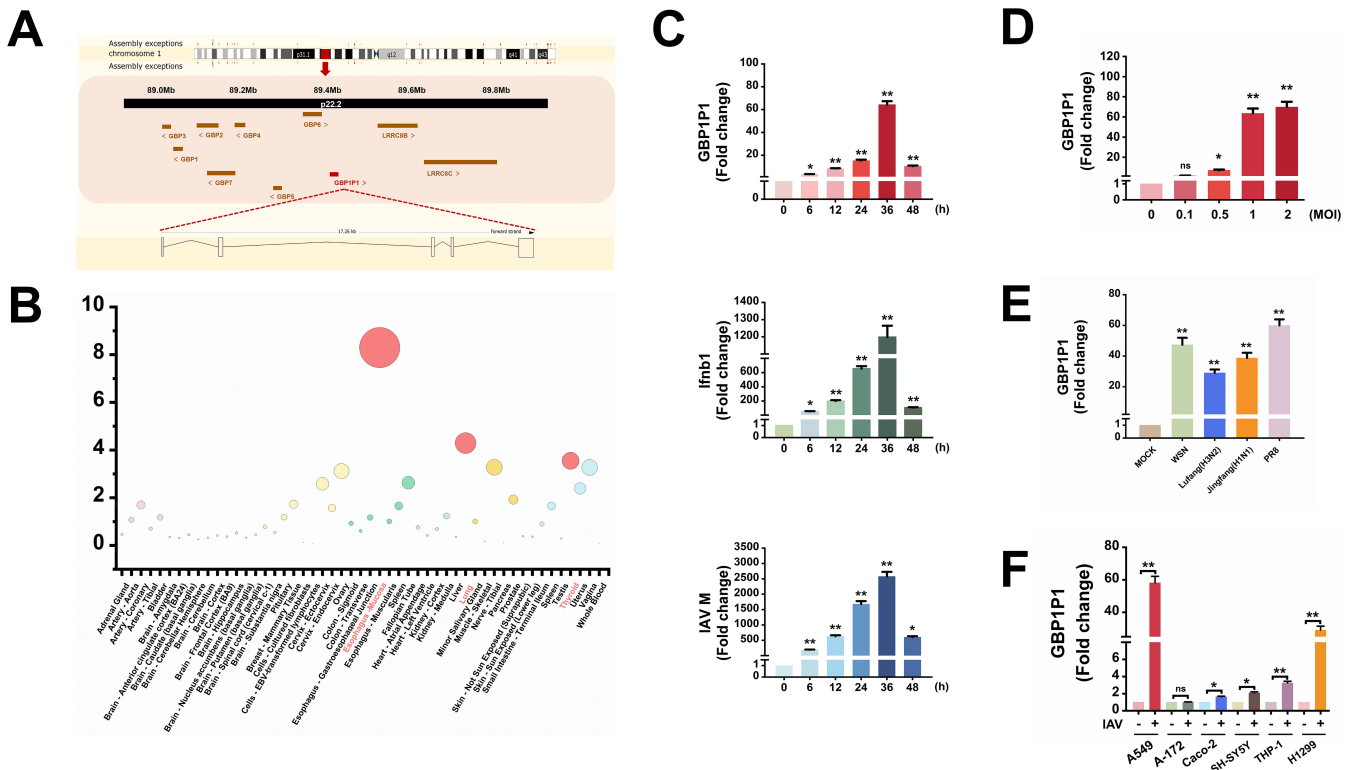 A
Assembly exceptions
chromosome 1
p31.1
q12
q41
q43
Assembly exceptions
89.0Mb 89.2Mb 89.4Mb 89.6Mb 89.8Mb
p22.2
GBP6 >
< GBP3
< GBP2
< GBP4
LRRC8B >
< GBP1
< GBP7
GBP1P1 >
LRRC8C >
< GBP5
17.26 kb
Forward strand
B
10
8
6
4
2
0
Adrenal Gland
Artery - Aorta
Artery - Coronary
Artery - Tibial
Bladder
Brain - Amygdala
Brain - Anterior cingulate cortex (BA24)
Brain - Caudate (basal ganglia)
Brain - Cerebellar Hemisphere
Brain - Cerebellum
Brain - Cortex
Brain - Frontal Cortex (BA9)
Brain - Hippocampus
Brain - Nucleus accumbens (basal ganglia)
Brain - Putamen (basal ganglia)
Brain - Spinal cord (cervical c-1)
Brain - Substantia nigra
Pituitary
Breast - Mammary Tissue
Cells - Cultured fibroblasts
Cells - EBV-transformed lymphocytes
Cervix - Ectocervix
Cervix - Endocervix
Ovary
Colon - Sigmoid
Colon - Transverse
Esophagus - Gastroesophageal Junction
Esophagus - Mucosa
Esophagus - Muscularis
Spleen
Fallopian Tube
Heart - Atrial Appendage
Heart - Left Ventricle
Kidney - Cortex
Kidney - Medulla
Liver
Lung
Minor Salivary Gland
Muscle - Skeletal
Nerve - Tibial
Pancreas
Prostate
Skin - Not Sun Exposed (Suprapubic)
Skin - Sun Exposed (Lower leg)
Small Intestine - Terminal Ileum
Spleen
Testis
Thyroid
Uterus
Vagina
Whole Blood
C
GBP1P1
(Fold change)
100
80
60
40
20
1
0
*
**
**
**
**
0 6 12 24 36 48 (h)
Ifnb1
(Fold change)
1400
1200
1000
600
400
200
1
0
*
**
**
**
**
0 6 12 24 36 48 (h)
IAV M
(Fold change)
3500
3000
2500
2000
1500
1000
500
1
0
**
**
**
**
*
0 6 12 24 36 48 (h)
D
GBP1P1
(Fold change)
120
100
80
60
40
20
1
0
ns
*
**
**
0 0.1 0.5 1 2 (MOI)
E
GBP1P1
(Fold change)
80
60
40
20
1
0
**
**
**
**
MOCK
WSN
Lufang(H3N2)
Jingfang(H1N1)
PR8
F
GBP1P1
(Fold change)
80
60
40
20
6
4
2
0
**
ns
*
*
**
**
IAV - + - + - + - + - + - +
A549
A-172
Caco-2
SH-SY5Y
THP-1
H1299